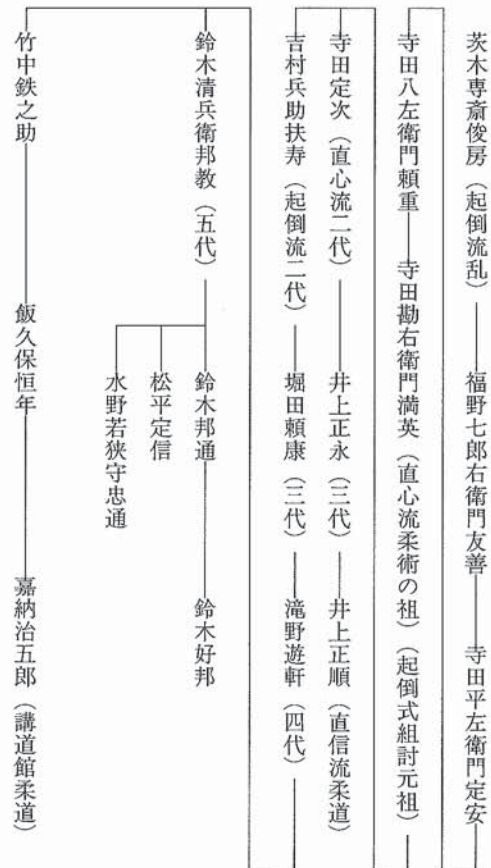 茨木専斎俊房（起倒流乱） 福野七郎右衛門友善 寺田平左衛門定安
寺田八左衛門頼重 寺田勘右衛門満英（直心流柔術の祖）（起倒式組討元祖）
寺田定次（直心流二代） 井上正永（三代） 井上正順（直信流柔道）
吉村兵助扶寿（起倒流二代） 堀田頼康（三代） 滝野遊軒（四代）
鈴木清兵衛邦教（五代） 鈴木邦通 鈴木好邦
松平定信
水野若狭守忠通
竹中鉄之助 飯久保恒年 嘉納治五郎（講道館柔道）